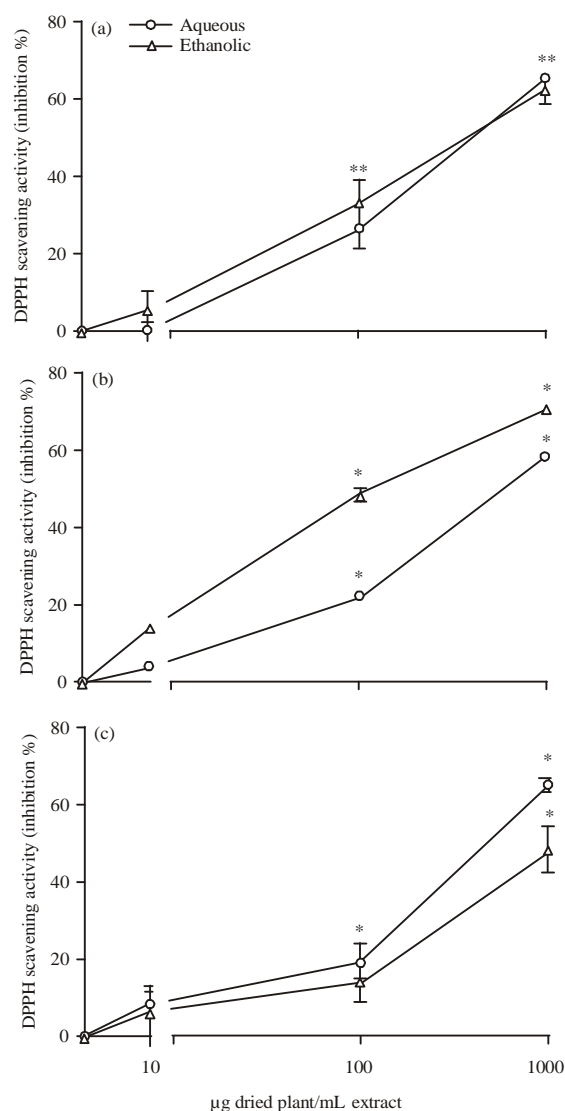 (a)
Aqueous
Ethanolic
DPPH scavening activity (inhibition %)
80
60
40
20
0
**
**
(b)
DPPH scavening activity (inhibition %)
80
60
40
20
0
*
*
*
*
(c)
DPPH scavening activity (inhibition %)
80
60
40
20
0
*
*
*
10 100 1000
µg dried plant/mL extract